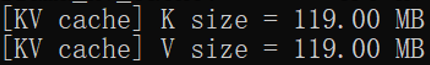 [KV cache] K size = 119.00 MB
[KV cache] V size = 119.00 MB